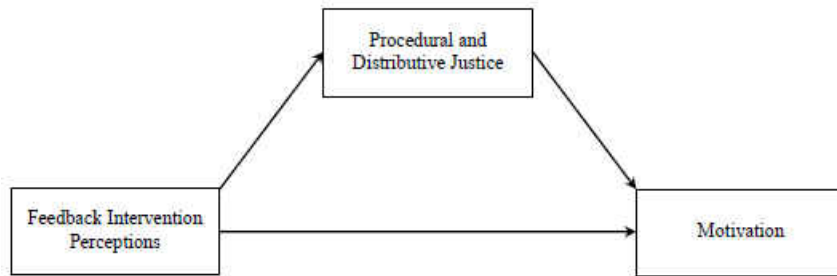 Procedural and
Distributive Justice
Feedback Intervention
Perceptions
Motivation